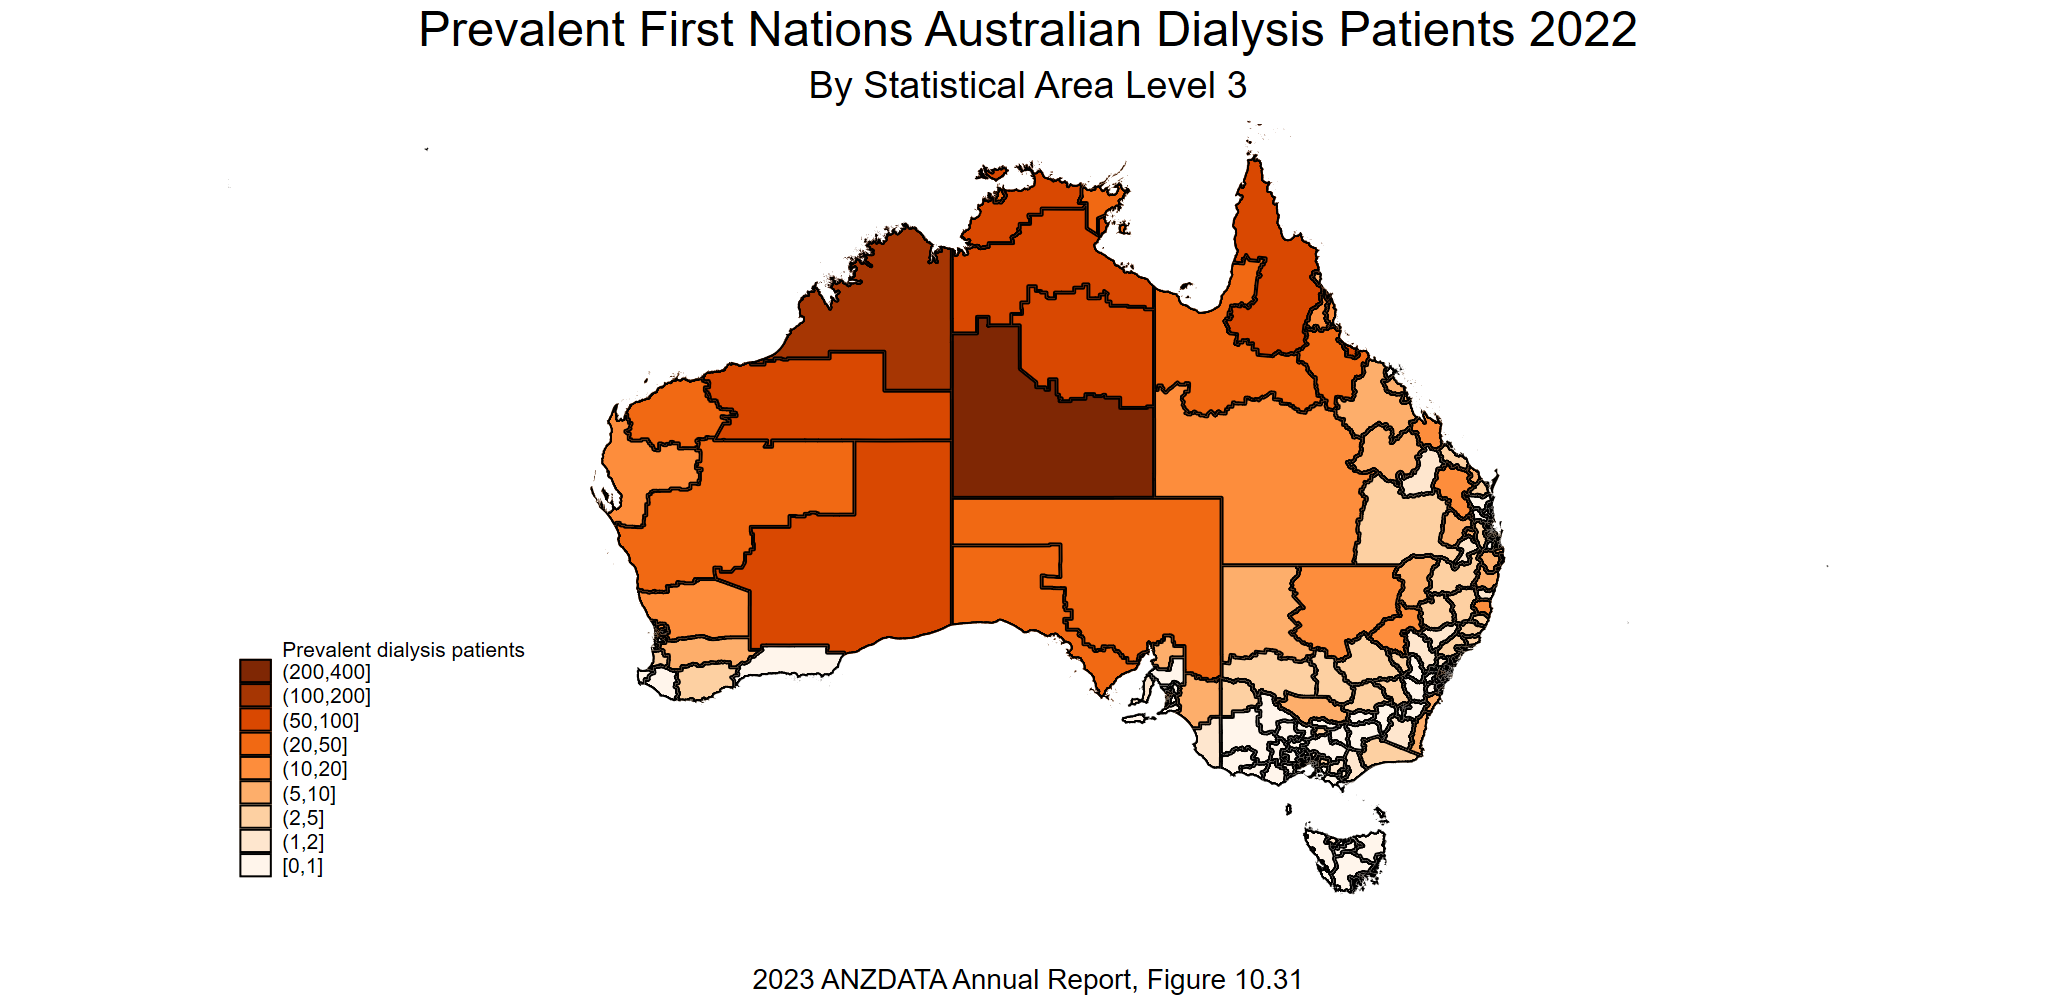 Prevalent First Nations Australian Dialysis Patients 2022
By Statistical Area Level 3
Prevalent dialysis patients
(200,400]
(100,200]
(50,100]
(20,50]
(10,20]
(5,10]
(2,5]
(1,2]
[0,1]
2023 ANZDATA Annual Report, Figure 10.31